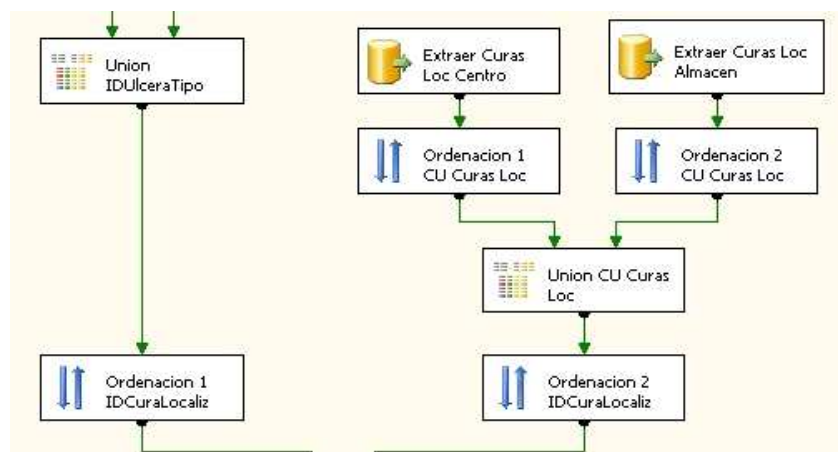 Union
IDUlceraTipo
Extraer Curas
Loc Centro
Extraer Curas Loc
Almacen
Ordenacion 1
CU Curas Loc
Ordenacion 2
CU Curas Loc
Union CU Curas
Loc
Ordenacion 1
IDCuraLocaliz
Ordenacion 2
IDCuraLocaliz